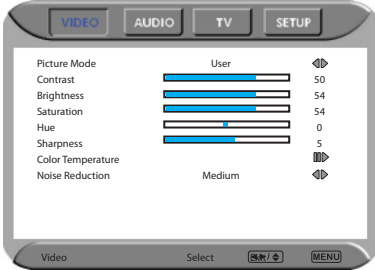 VIDEO AUDIO TV SETUP
Picture Mode User
Contrast 50
Brightness 54
Saturation 54
Hue 0
Sharpness 5
Color Temperature
Noise Reduction Medium
Video Select MENU